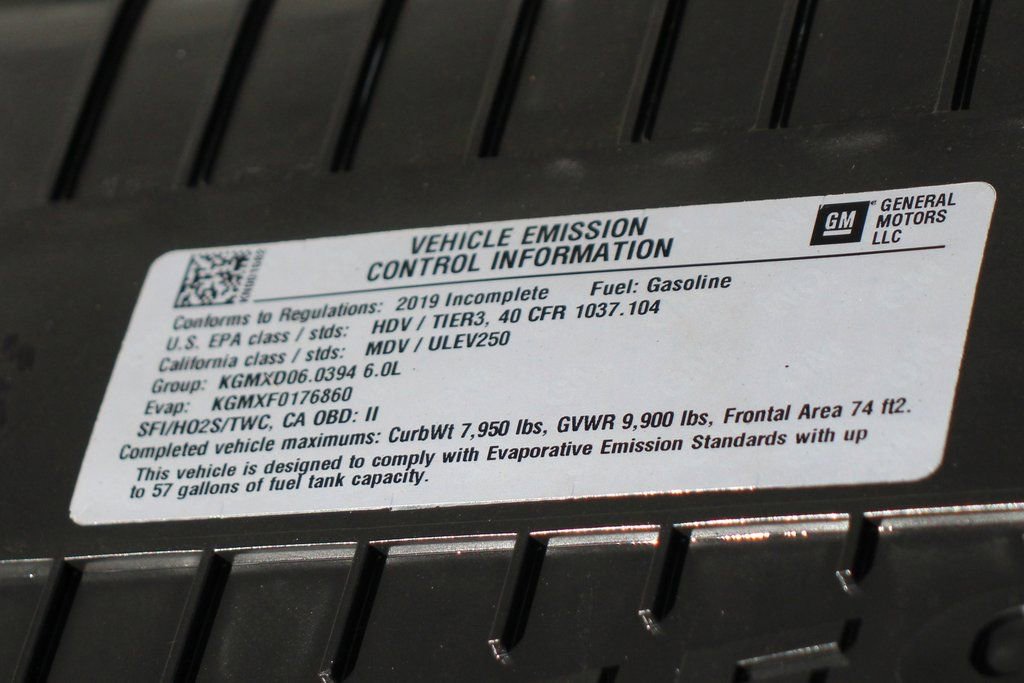 VEHICLE EMISSION
CONTROL INFORMATION
GM GENERAL
MOTORS
LLC
Conforms to Regulations: 2019 Incomplete Fuel: Gasoline
U.S. EPA class / stds: HDV / TIER3, 40 CFR 1037.104
California class / stds: MDV / ULEV250
Group: KGMXD06.0394 6.0L
Evap: KGMXF0176860
SFI/HO2S/TWC, CA OBD: II
Completed vehicle maximums: CurbWt 7,950 lbs, GVWR 9,900 lbs, Frontal Area 74 ft2.
This vehicle is designed to comply with Evaporative Emission Standards with up
to 57 gallons of fuel tank capacity.